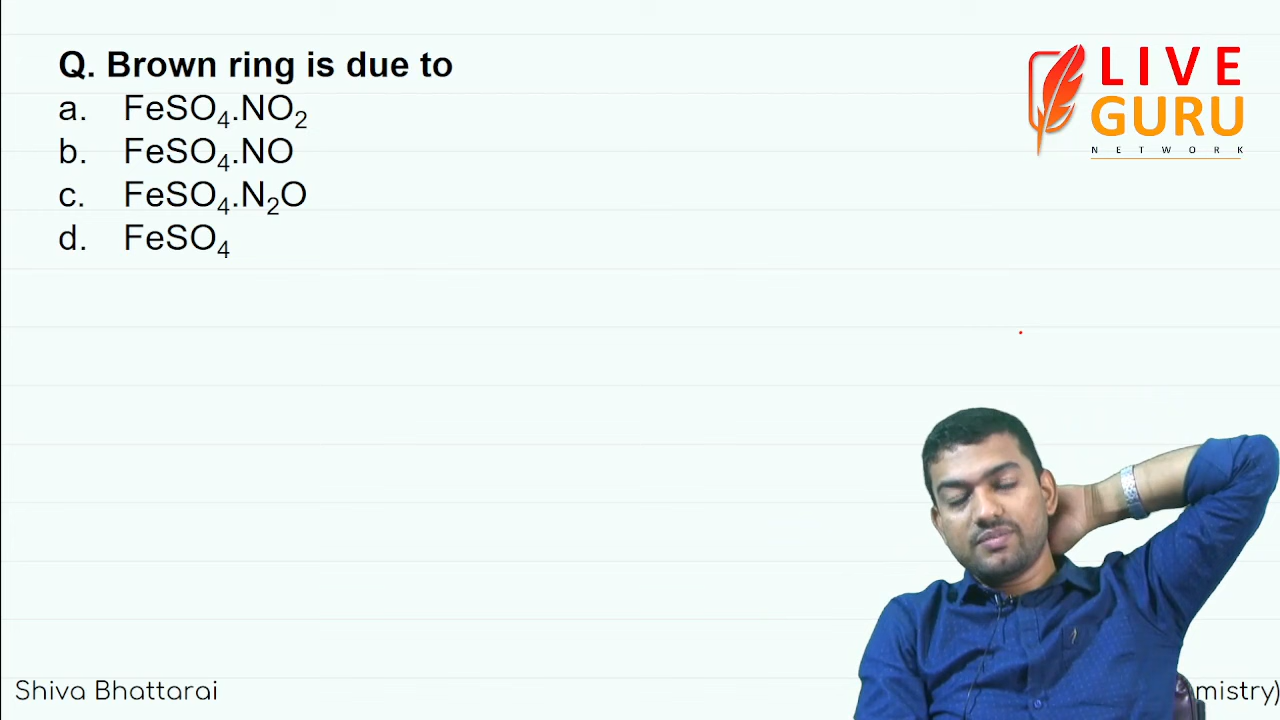 Q. Brown ring is due to
a. FeSO₄.NO₂
b. FeSO₄.NO
c. FeSO₄.N₂O
d. FeSO₄
LIVE
GURU
NETWORK
Shiva Bhattarai
mistry)